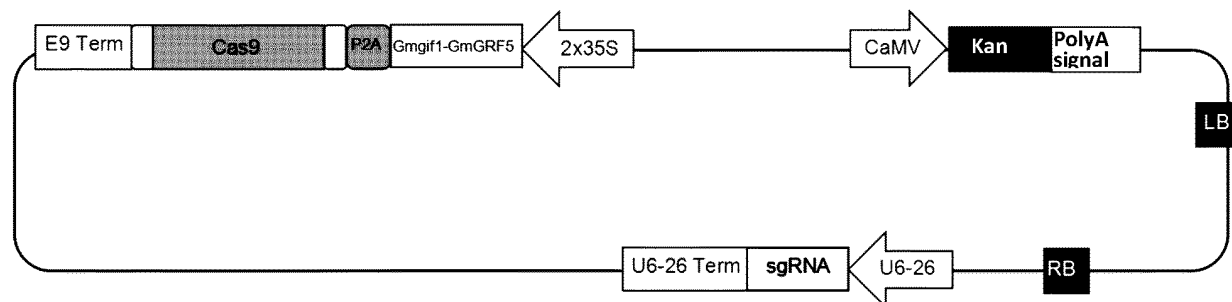 E9 Term
Cas9
P2A
Gmgif1-GmGRF5
2x35S
CaMV
Kan
PolyA
signal
LB
U6-26 Term
sgRNA
U6-26
RB